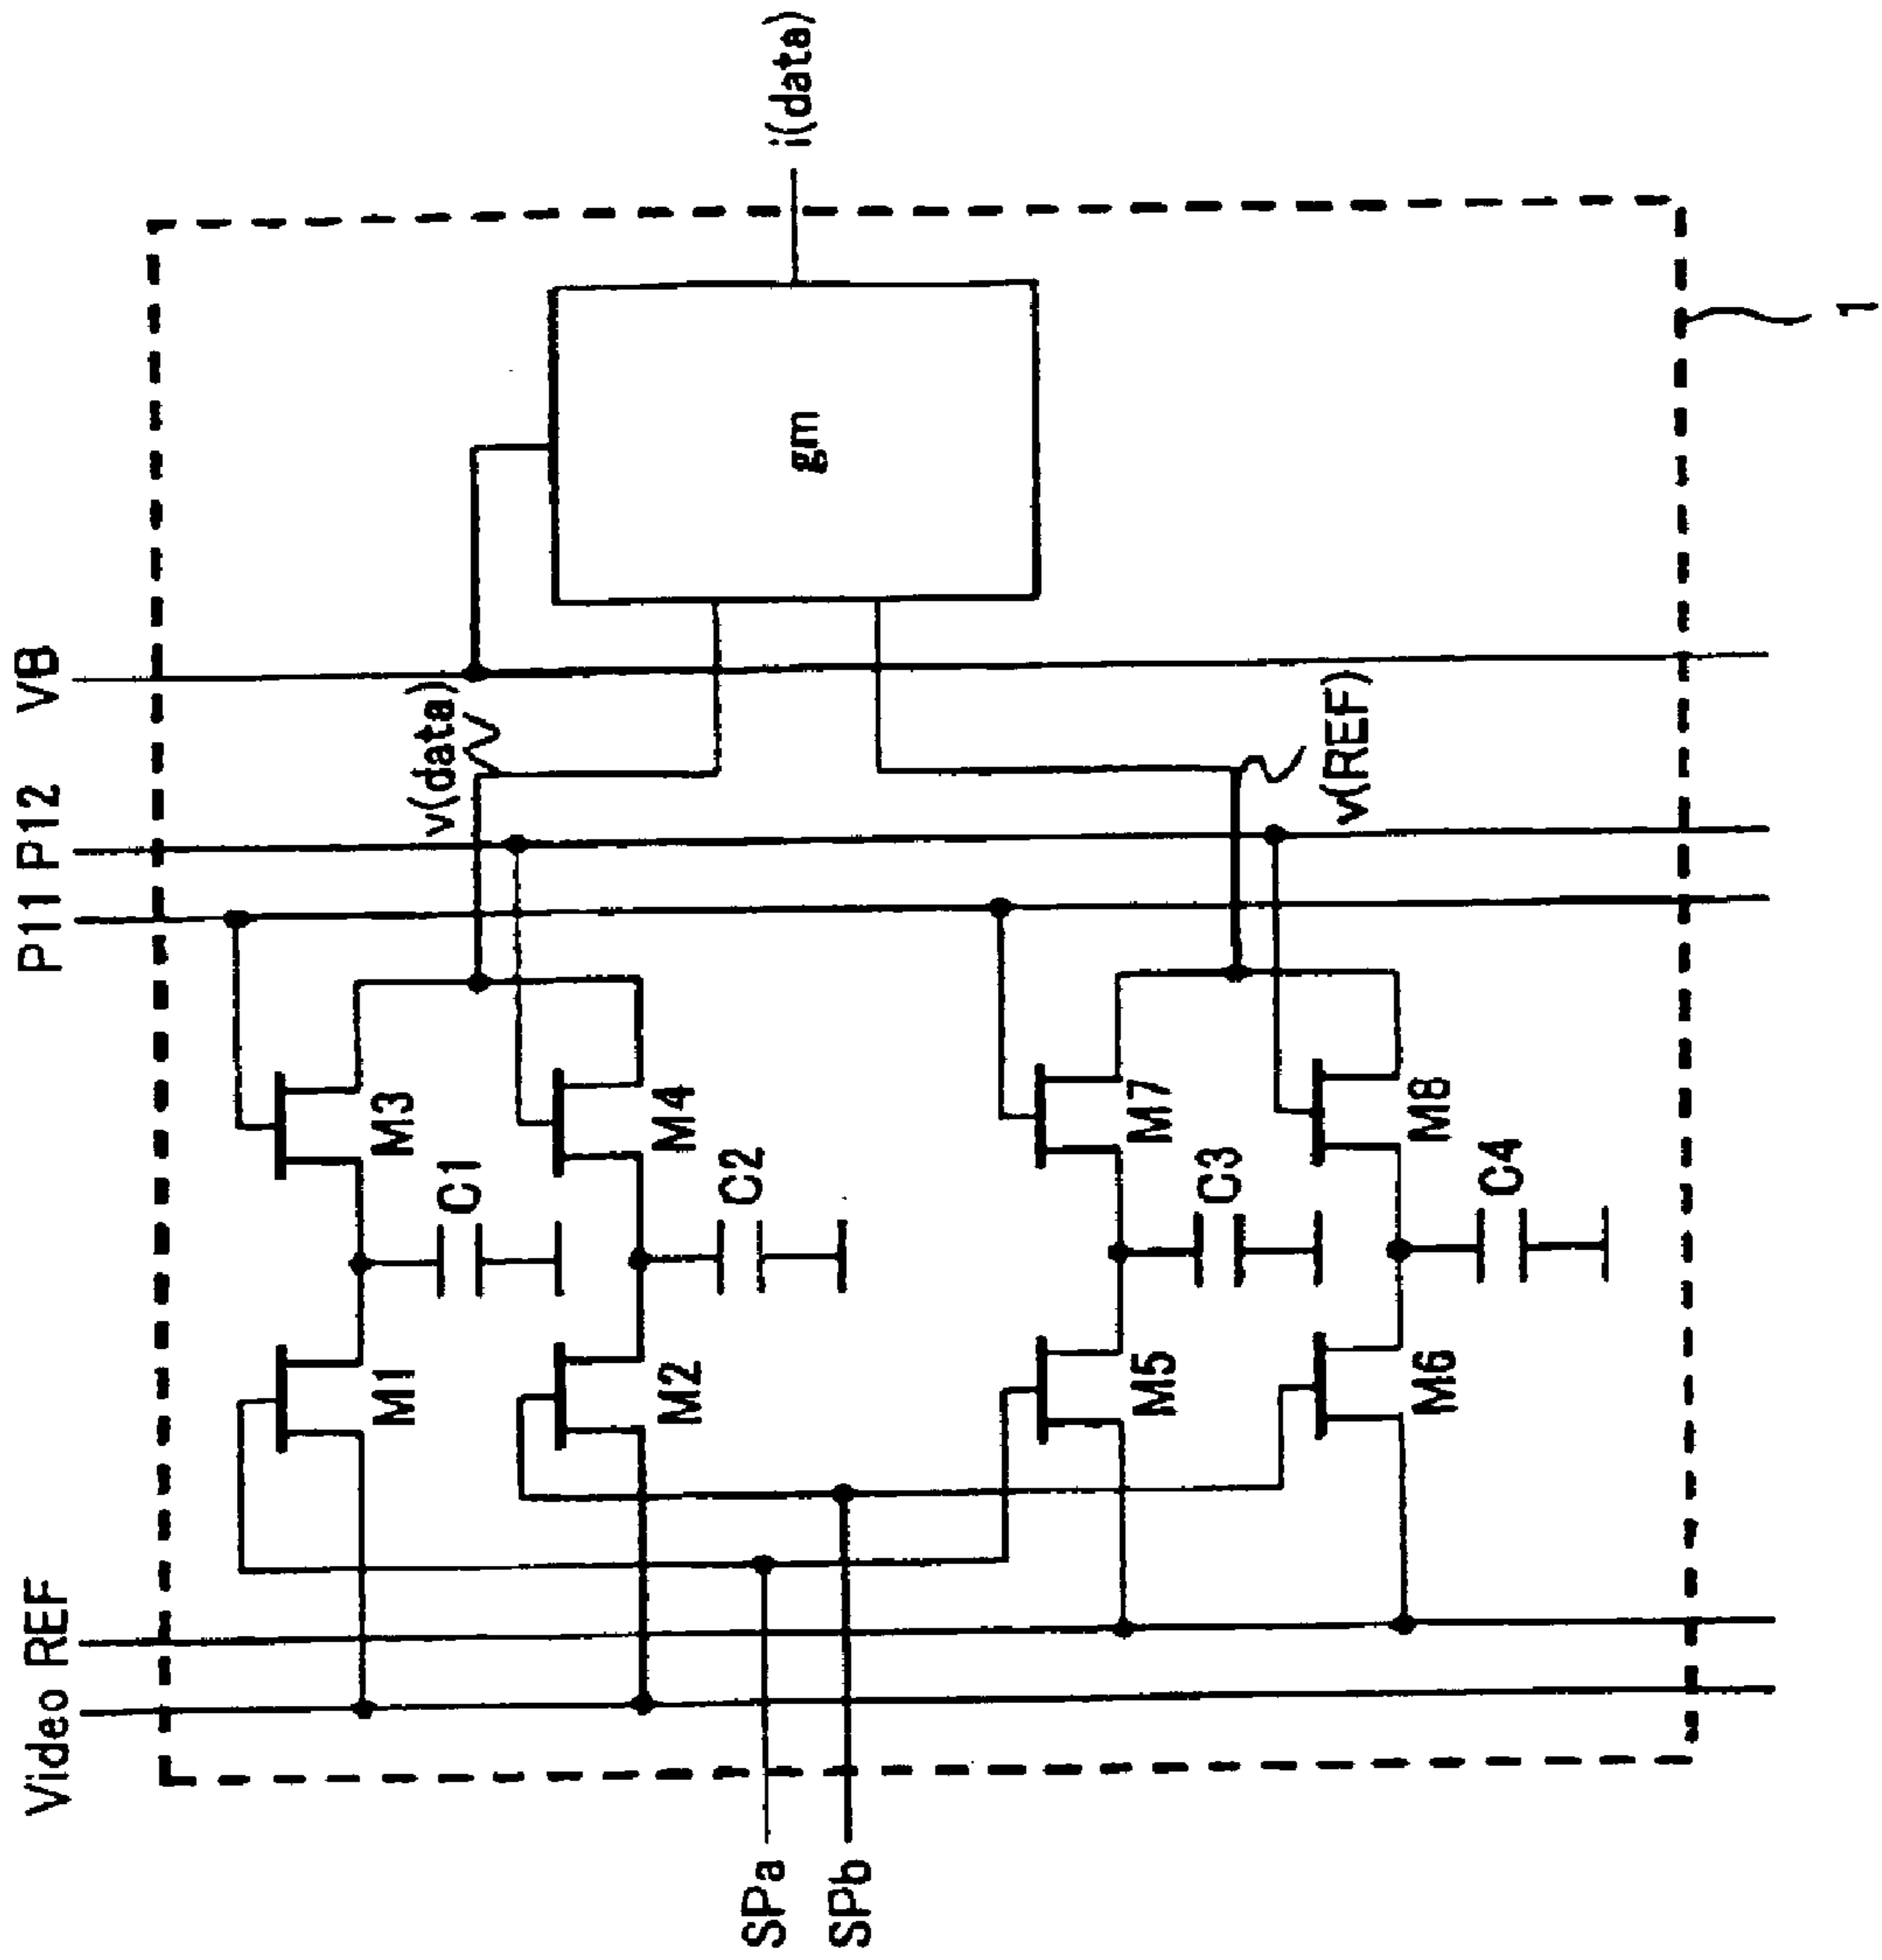 Video REF
P11 P12
VB
M1
M3
C1
v(data)
M2
M4
C2
gm
i(data)
SPa
SPb
M5
M7
C3
v(REF)
M6
M8
C4
1